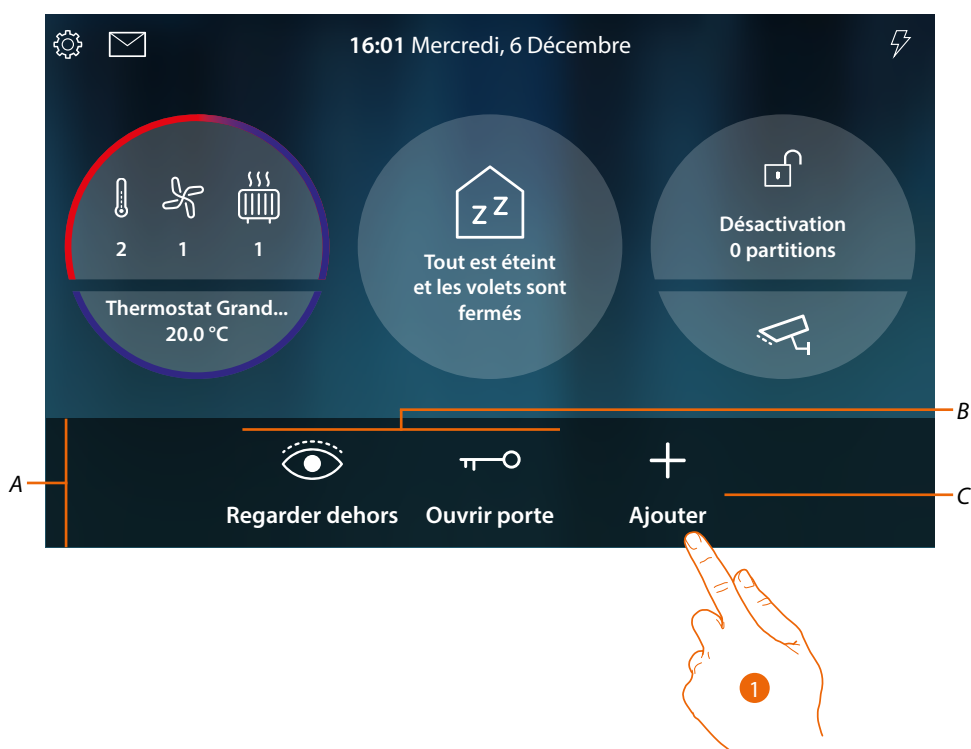 16:01 Mercredi, 6 Décembre
2 1 1
Thermostat Grand...
20.0 °C
z Z
Tout est éteint
et les volets sont
fermés
Désactivation
0 partitions
B
A
C
Regarder dehors
Ouvrir porte
Ajouter
1